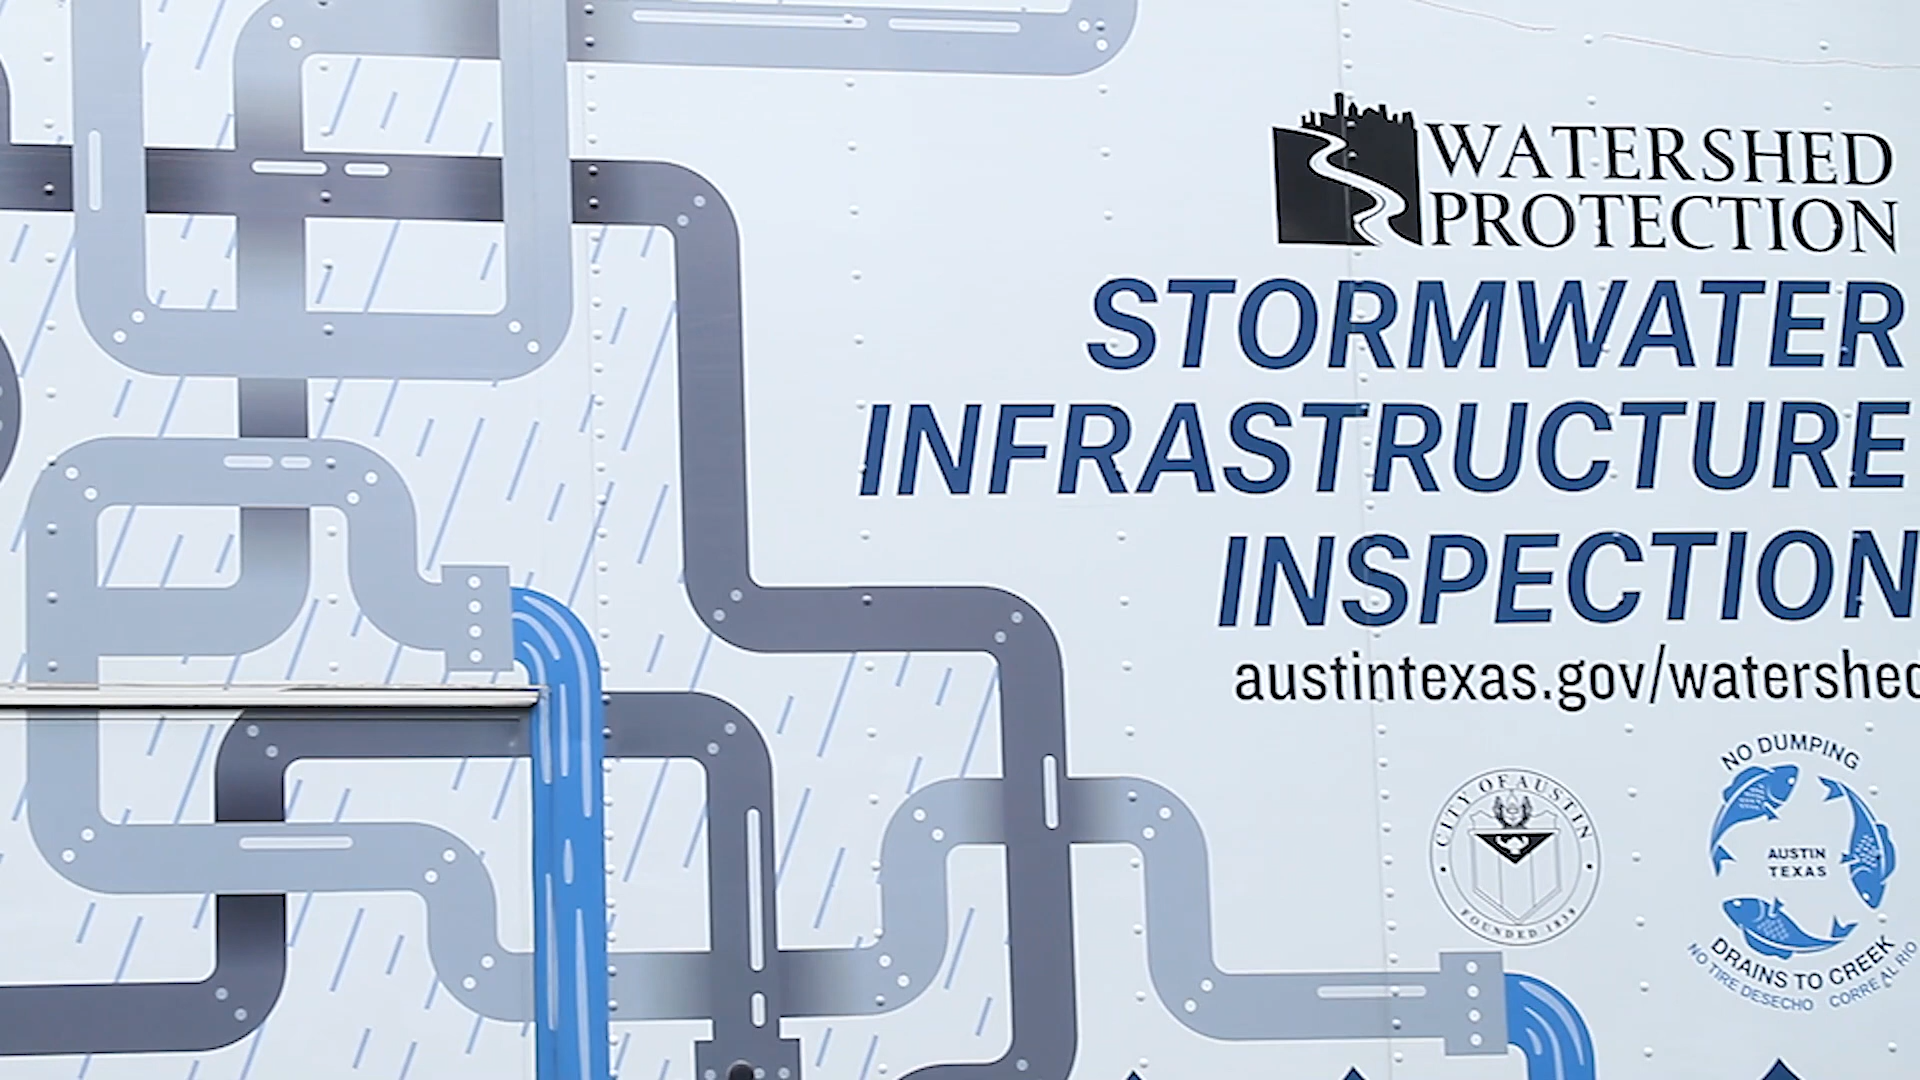 WATERSHED
PROTECTION
STORMWATER
INFRASTRUCTURE
INSPECTION
austintexas.gov/watershed
CITY OF AUSTIN
FOUNDED 1839
NO DUMPING
AUSTIN
TEXAS
DRAINS TO CREEK
NO TIRE DESECHO CORRE AL RIO